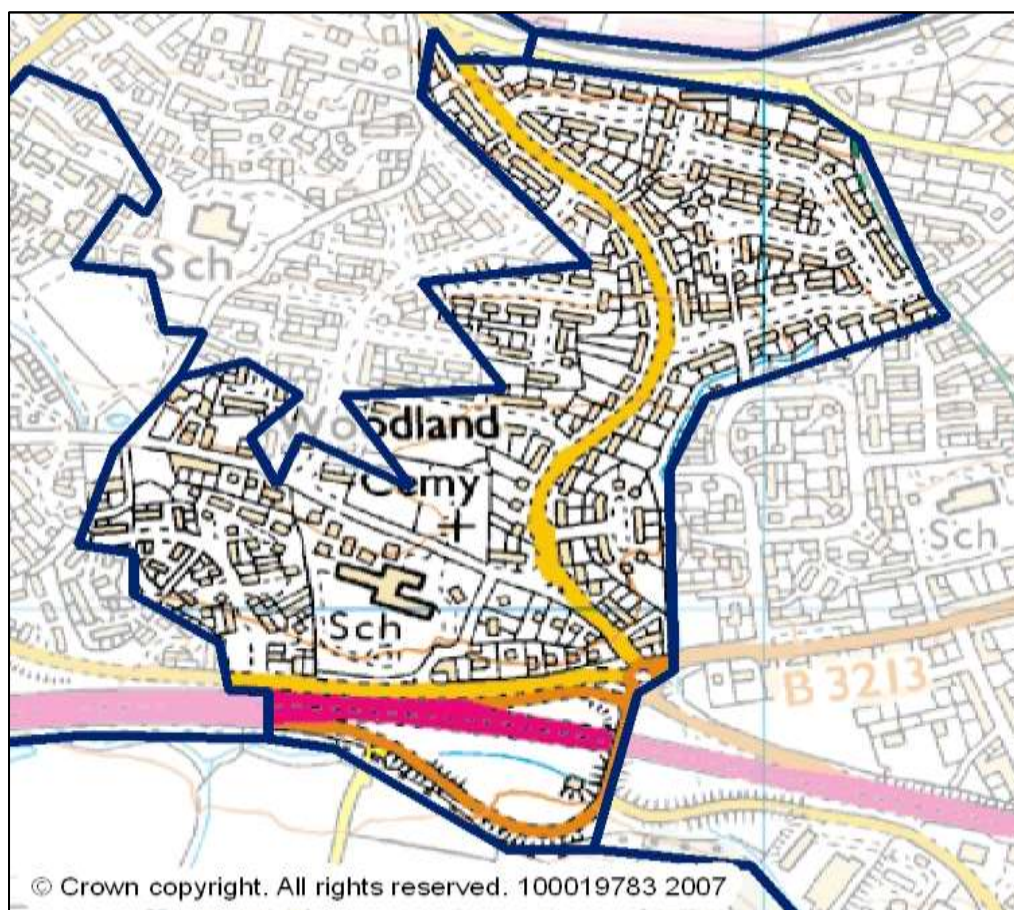 Sch
Woodland
Cemy
Sch
Sch
B 3213
© Crown copyright. All rights reserved. 100019783 2007